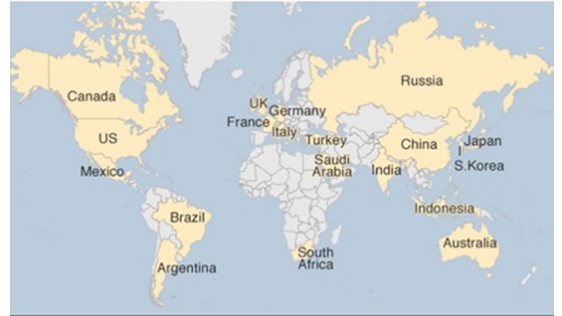 Canada
Russia
UK
Germany
France
Italy
US
Turkey
China
Japan
Mexico
Saudi
Arabia
India
S.Korea
Brazil
Indonesia
Australia
Argentina
South
Africa